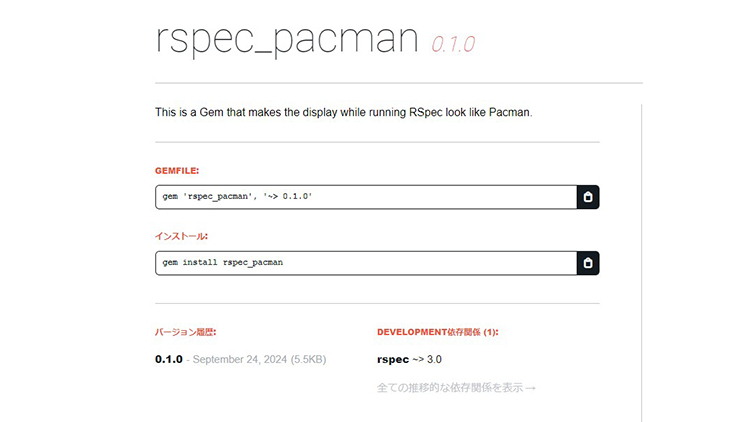 rspec_pacman 0.1.0
This is a Gem that makes the display while running RSpec look like Pacman.
GEMFILE:
gem 'rspec_pacman', '~> 0.1.0'
インストール:
gem install rspec_pacman
バージョン履歴:
0.1.0 - September 24, 2024 (5.5KB)
DEVELOPMENT依存関係 (1):
rspec ~> 3.0
全ての推移的な依存関係を表示 →